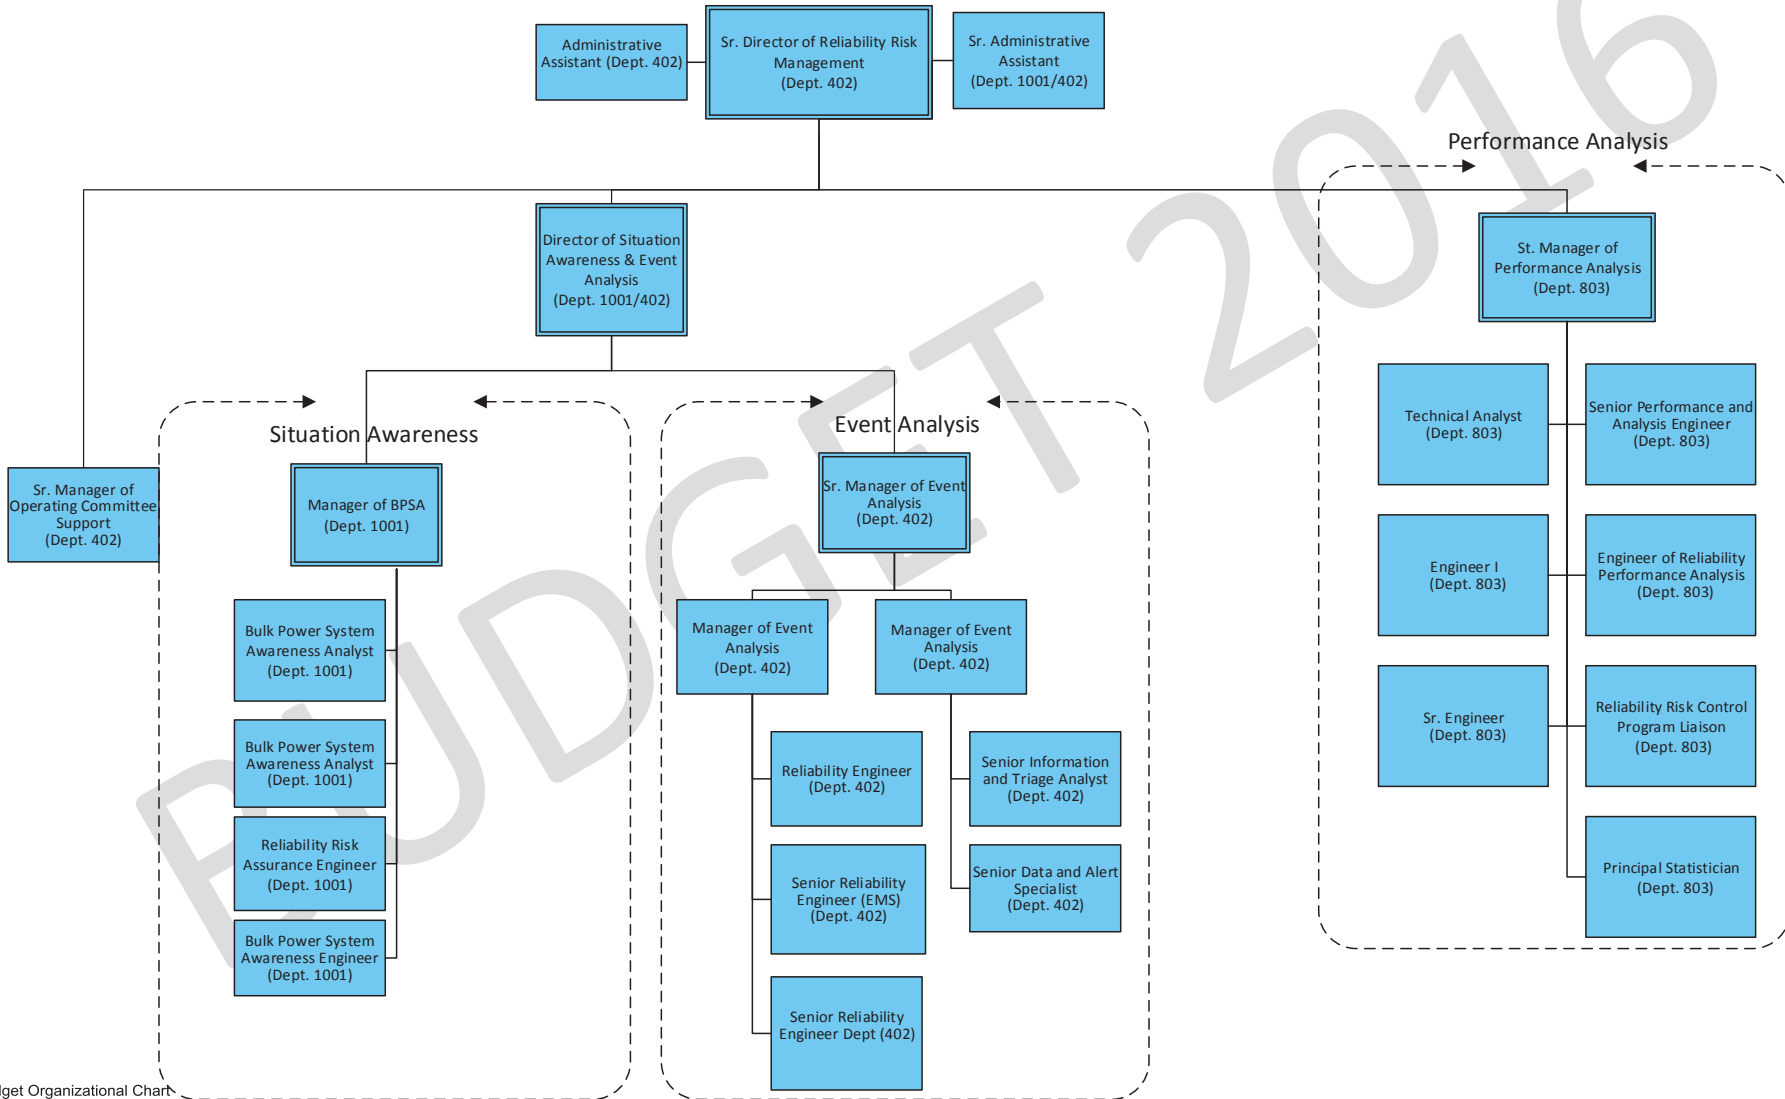 Administrative
Assistant (Dept. 402)
Sr. Director of Reliability Risk
Management
(Dept. 402)
Sr. Administrative
Assistant
(Dept. 1001/402)
Performance Analysis
Director of Situation
Awareness & Event
Analysis
(Dept. 1001/402)
St. Manager of
Performance Analysis
(Dept. 803)
Technical Analyst
(Dept. 803)
Senior Performance and
Analysis Engineer
(Dept. 803)
Situation Awareness
Event Analysis
Sr. Manager of
Operating Committee
Support
(Dept. 402)
Manager of BPSA
(Dept. 1001)
Sr. Manager of Event
Analysis
(Dept. 402)
Engineer I
(Dept. 803)
Engineer of Reliability
Performance Analysis
(Dept. 803)
Bulk Power System
Awareness Analyst
(Dept. 1001)
Manager of Event
Analysis
(Dept. 402)
Manager of Event
Analysis
(Dept. 402)
Sr. Engineer
(Dept. 803)
Reliability Risk Control
Program Liaison
(Dept. 803)
Bulk Power System
Awareness Analyst
(Dept. 1001)
Reliability Engineer
(Dept. 402)
Senior Information
and Triage Analyst
(Dept. 402)
Reliability Risk
Assurance Engineer
(Dept. 1001)
Senior Reliability
Engineer (EMS)
(Dept. 402)
Senior Data and Alert
Specialist
(Dept. 402)
Principal Statistician
(Dept. 803)
Bulk Power System
Awareness Engineer
(Dept. 1001)
Senior Reliability
Engineer Dept (402)
BUDGET 2016
Organizational Chart